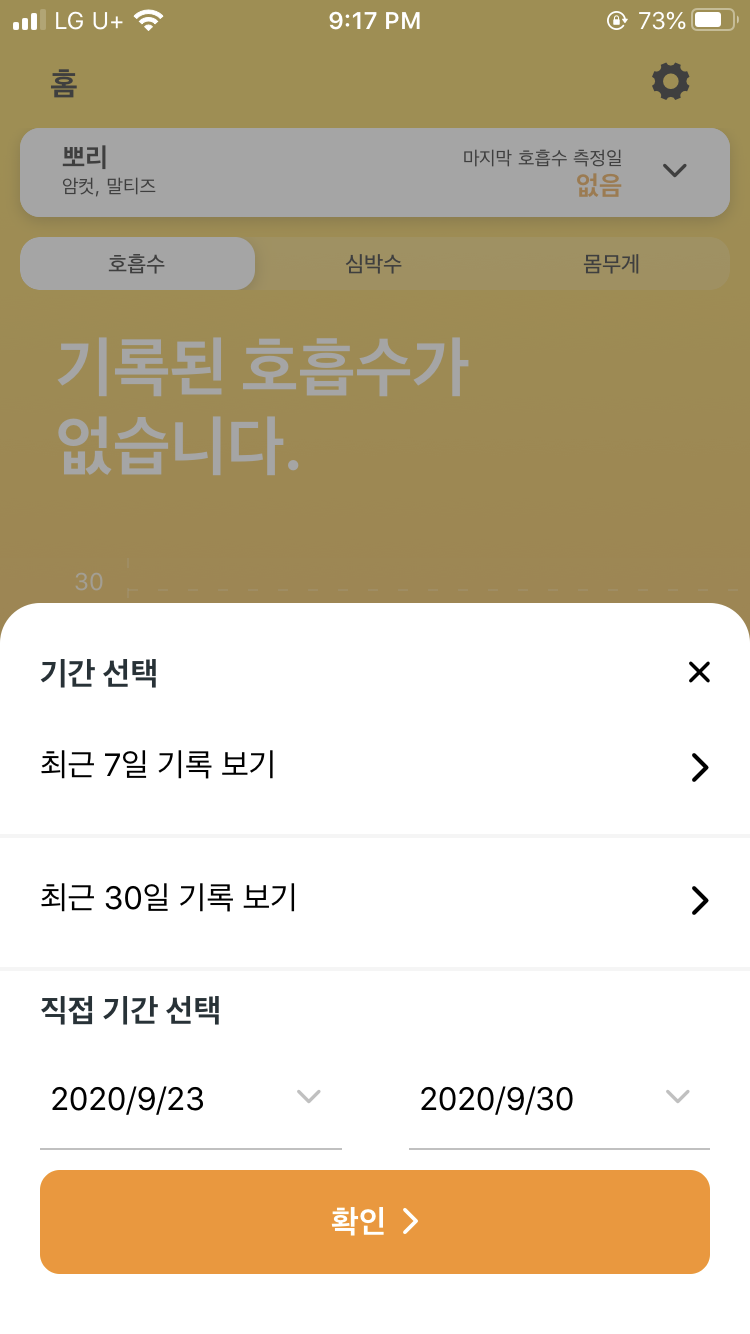 LG U+ 9:17 PM 73%
홈
뽀리 마지막 호흡수 측정일
암컷, 말티즈 없음
호흡수 심박수 몸무게
기록된 호흡수가
없습니다.
30
기간 선택
최근 7일 기록 보기
최근 30일 기록 보기
직접 기간 선택
2020/9/23 2020/9/30
확인